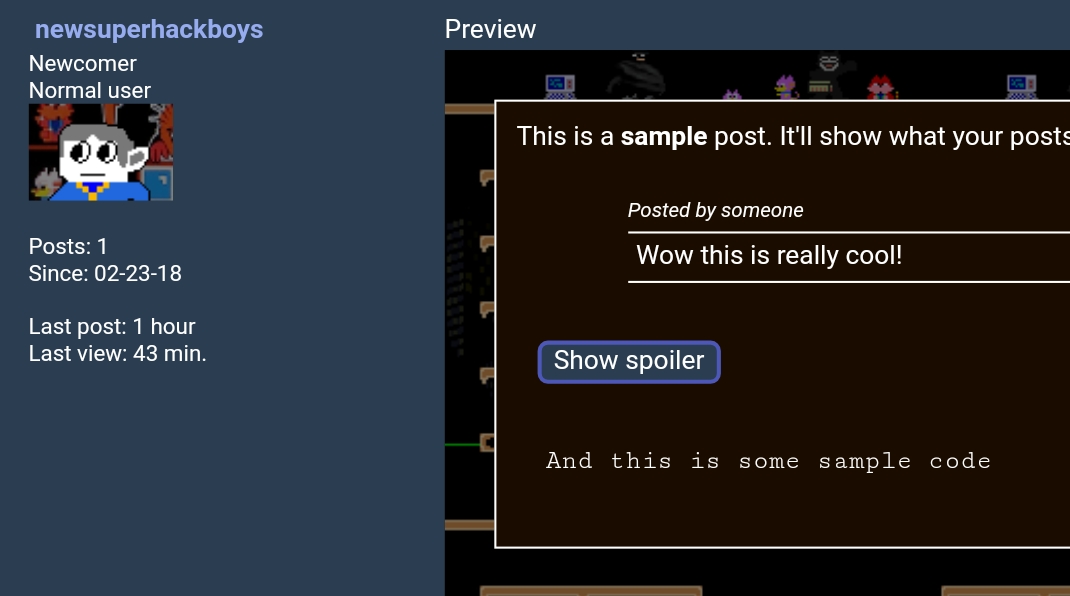 newsuperhackboys
Newcomer
Normal user
Posts: 1
Since: 02-23-18
Last post: 1 hour
Last view: 43 min.
Preview
This is a sample post. It'll show what your posts
Posted by someone
Wow this is really cool!
Show spoiler
And this is some sample code